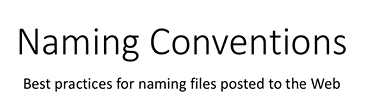 Naming Conventions
Best practices for naming files posted to the Web